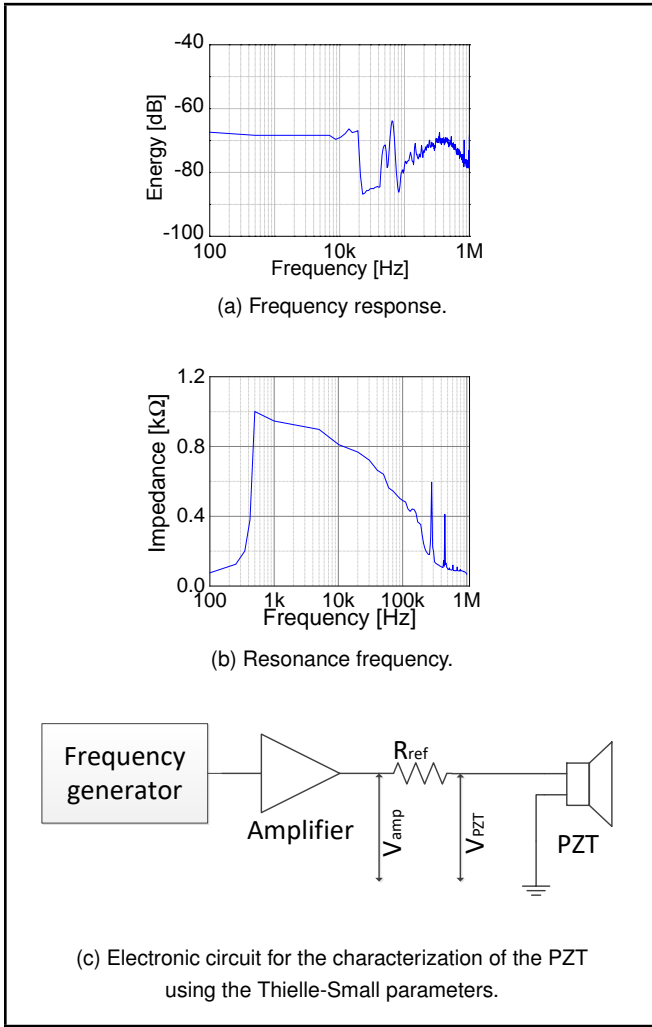 -40
-60
-80
-100
Energy [dB]
100 10k 1M
Frequency [Hz]
(a) Frequency response.
1.2
0.8
0.4
0.0
Impedance [kΩ]
100 1k 10k 100k 1M
Frequency [Hz]
(b) Resonance frequency.
Frequency
generator
Amplifier
Vamp
Rref
VPZT
PZT
(c) Electronic circuit for the characterization of the PZT
using the Thielle-Small parameters.